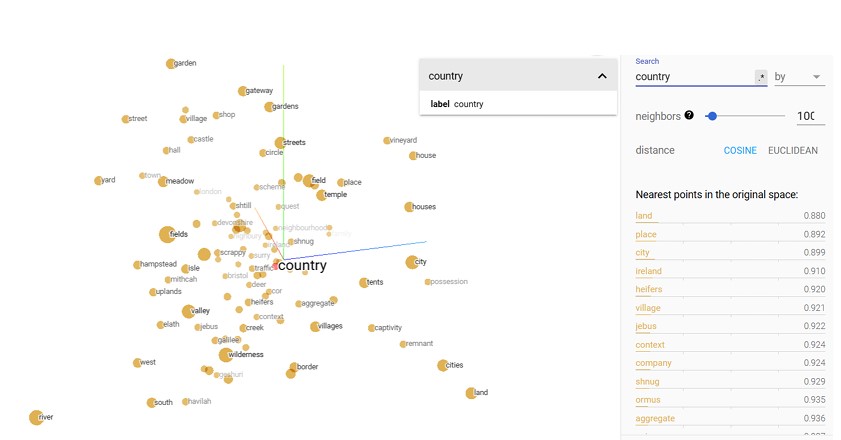 garden
gateway
gardens
street
village
shop
castle
streets
hall
circle
vineyard
house
yard
town
meadow
london
scheme
field
place
temple
shtill
quest
houses
devonshire
neighbourhood
fields
shnug
scrappy
surry
hampstead
isle
traffic
country
city
mithcah
bristol
deer
tents
possession
uplands
heifers
aggregate
valley
context
elath
jebus
creek
villages
captivity
galilee
remnant
wilderness
west
border
cities
geshuri
land
south
havilah
river
country
label country
Search
country
.*
by
neighbors
distance
COSINE
EUCLIDEAN
Nearest points in the original space:
land 0.880
place 0.892
city 0.899
ireland 0.910
heifers 0.920
village 0.921
jebus 0.922
context 0.924
company 0.924
shnug 0.929
ormus 0.935
aggregate 0.936